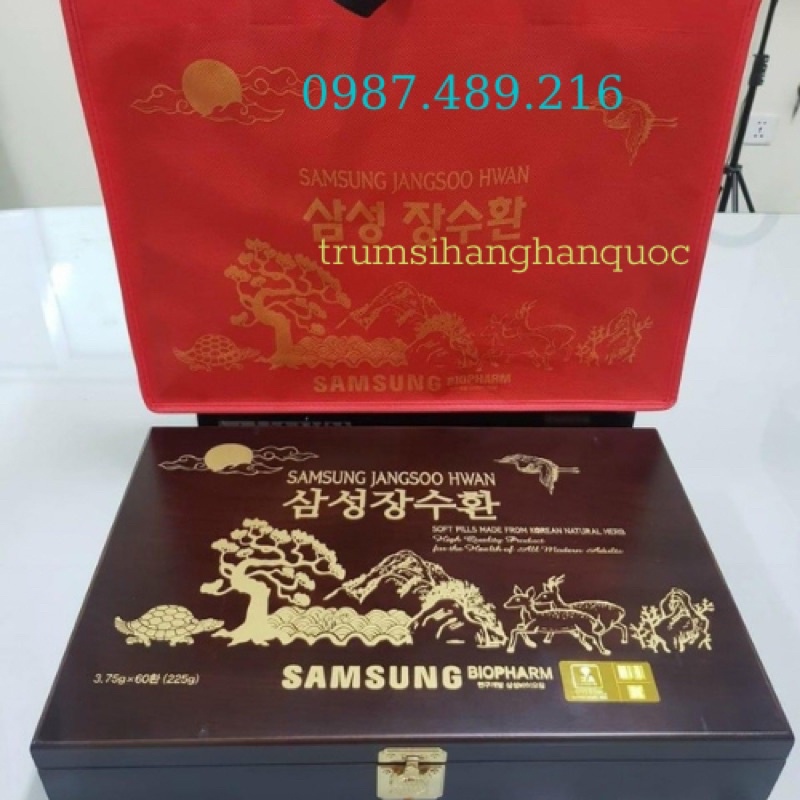 0987.489.216
SAMSUNG JANGSOO HWAN
삼성 장수환
trumsihanghanquoc
SAMSUNG BIOPHARM
SAMSUNG JANGSOO HWAN
삼성장수환
SOFT PILLS MADE FROM KOREAN NATURAL HERB
High Quality Product
for the Health of All Modern Adults
3.75g×60환(225g)
SAMSUNG BIOPHARM